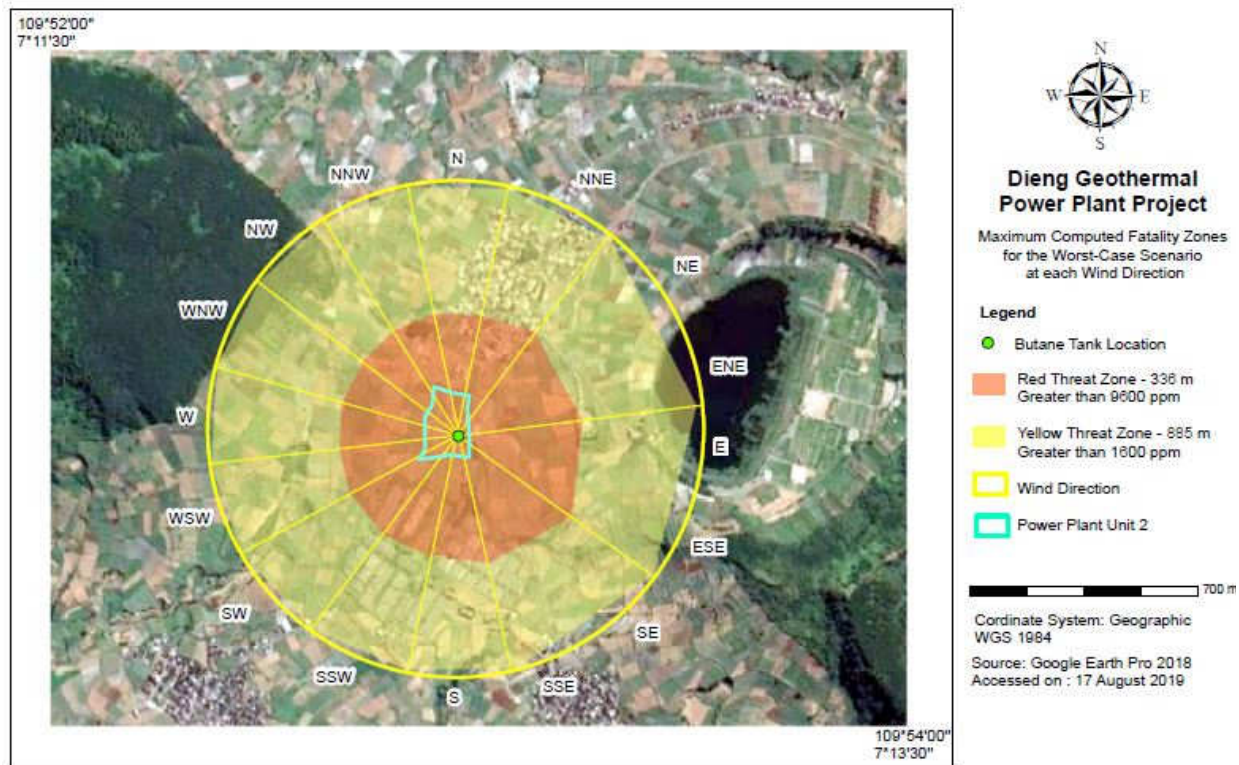 109°52'00"
7°11'30"
N
NNW
NNE
NW
NE
WNW
ENE
W
E
WSW
ESE
SW
SE
SSW
SSE
S
109°54'00"
7°13'30"
N
W
E
S
Dieng Geothermal
Power Plant Project
Maximum Computed Fatality Zones
for the Worst-Case Scenario
at each Wind Direction
Legend
Butane Tank Location
Red Threat Zone - 336 m
Greater than 9600 ppm
Yellow Threat Zone - 885 m
Greater than 1600 ppm
Wind Direction
Power Plant Unit 2
700 m
Cordinate System: Geographic
WGS 1984
Source: Google Earth Pro 2018
Accessed on : 17 August 2019